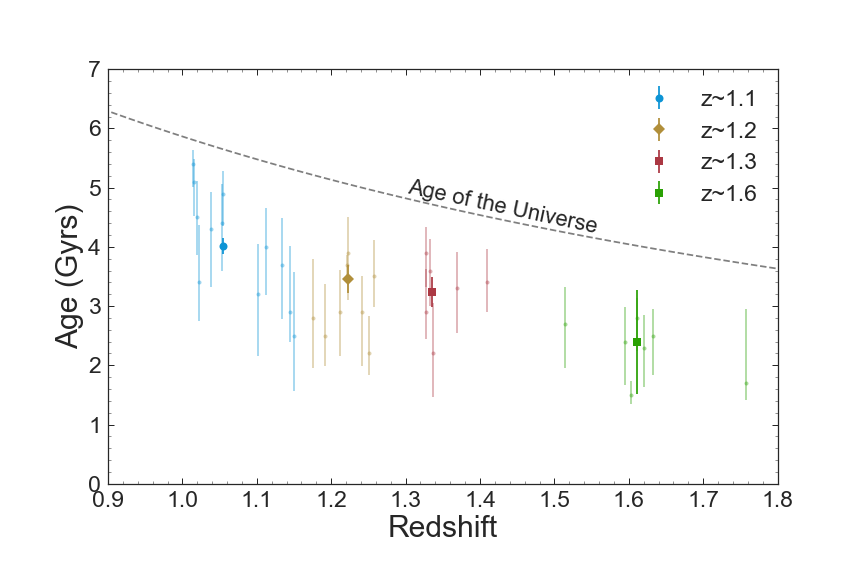 7
6
5
4
3
2
1
0
Age (Gyrs)
z~1.1
z~1.2
z~1.3
z~1.6
Age of the Universe
0.9 1.0 1.1 1.2 1.3 1.4 1.5 1.6 1.7 1.8
Redshift